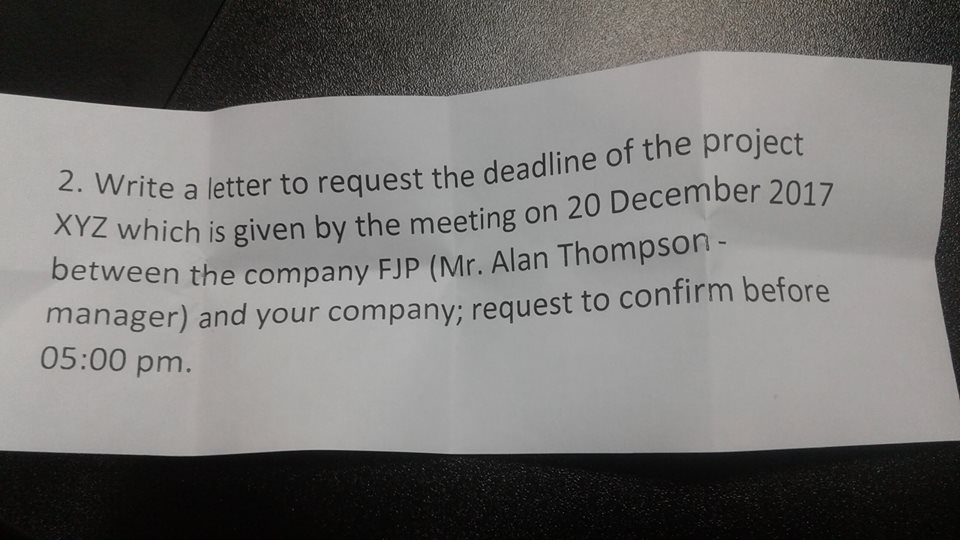 2. Write a letter to request the deadline of the project
XYZ which is given by the meeting on 20 December 2017
between the company FJP (Mr. Alan Thompson -
manager) and your company; request to confirm before
05:00 pm.